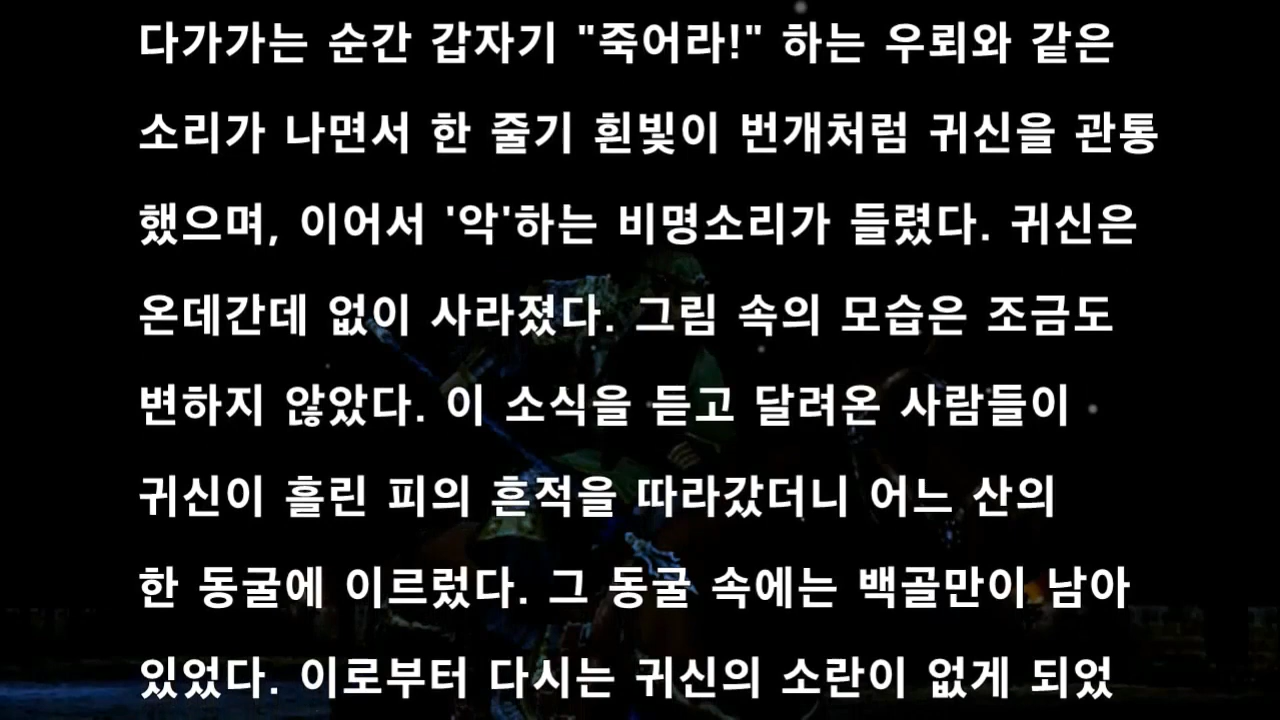 다가가는 순간 갑자기 "죽어라!" 하는 우뢰와 같은
소리가 나면서 한 줄기 흰빛이 번개처럼 귀신을 관통
했으며, 이어서 '악'하는 비명소리가 들렸다. 귀신은
온데간데 없이 사라졌다. 그림 속의 모습은 조금도
변하지 않았다. 이 소식을 듣고 달려온 사람들이
귀신이 흘린 피의 흔적을 따라갔더니 어느 산의
한 동굴에 이르렀다. 그 동굴 속에는 백골만이 남아
있었다. 이로부터 다시는 귀신의 소란이 없게 되었